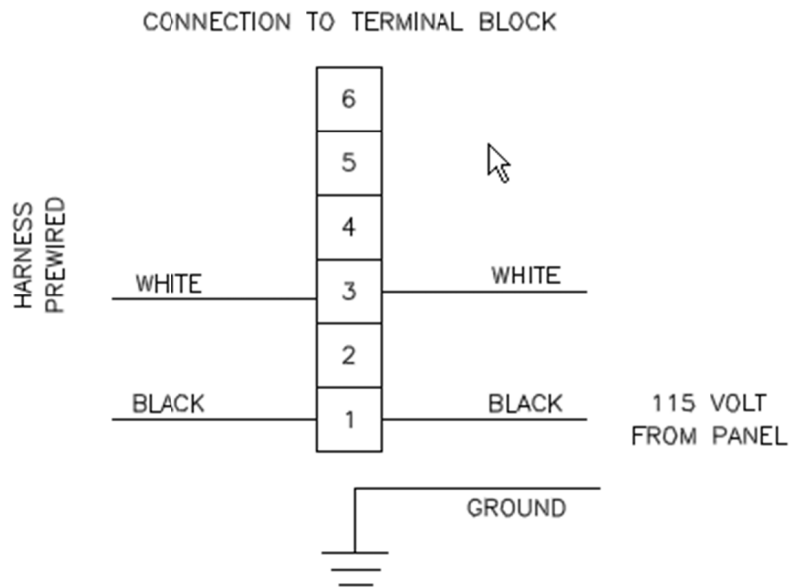 CONNECTION TO TERMINAL BLOCK
6
5
4
HARNESS
PREWIRED
WHITE
3
WHITE
2
BLACK
1
BLACK
115 VOLT
FROM PANEL
GROUND